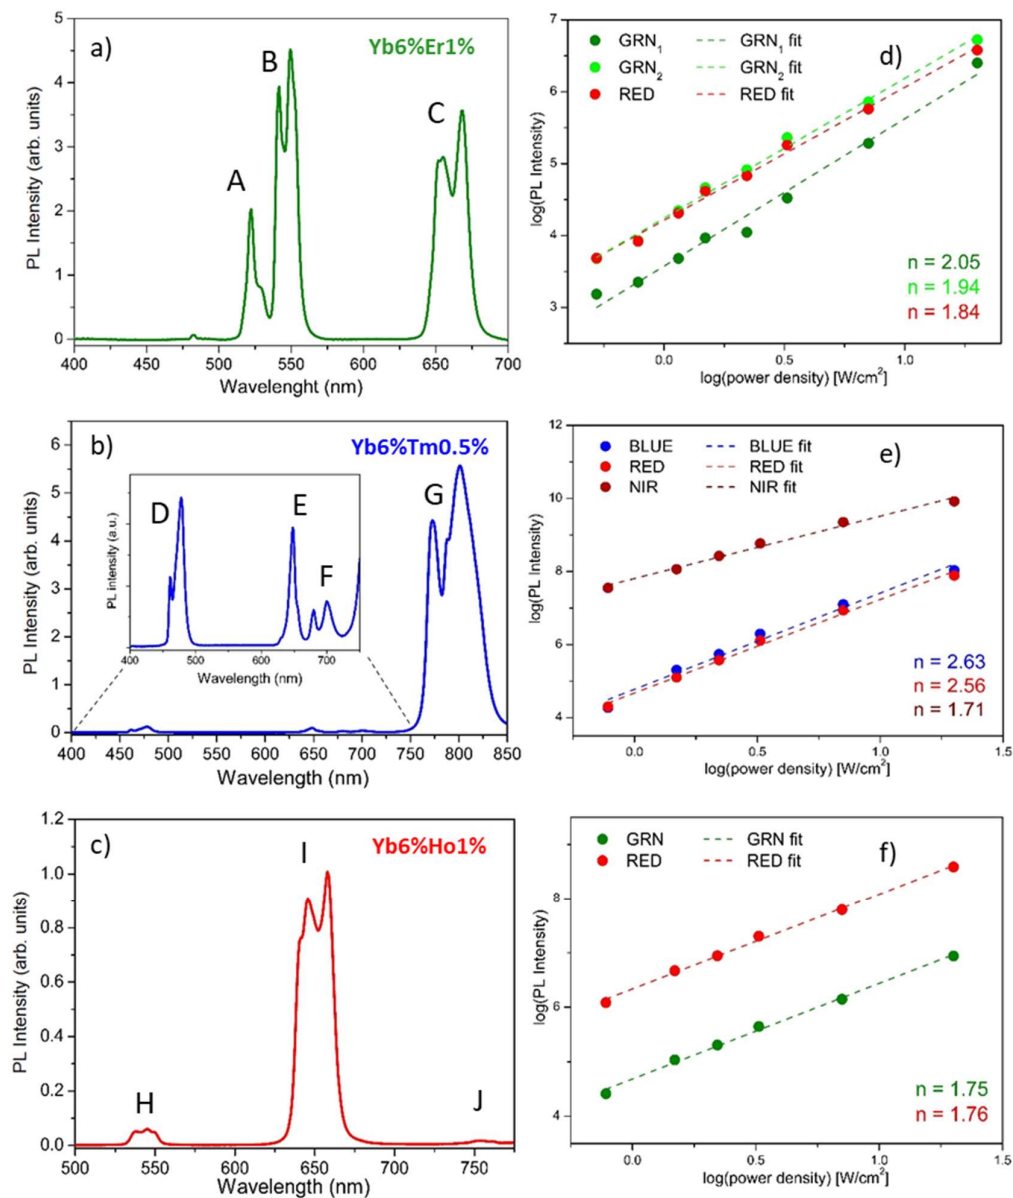 a)
Yb6%Er1%
A
B
C
PL Intensity (arb. units)
5
4
3
2
1
0
400 450 500 550 600 650 700
Wavelenght (nm)
d)
GRN₁ GRN₁ fit
GRN₂ GRN₂ fit
RED RED fit
log(PL Intensity)
7
6
5
4
3
n = 2.05
n = 1.94
n = 1.84
0.0 0.5 1.0
log(power density) [W/cm²]
b)
Yb6%Tm0.5%
PL Intensity (arb. units)
6
5
4
3
2
1
0
D
E
F
G
PL intensity (a.u.)
400 500 600 700
Wavelength (nm)
400 450 500 550 600 650 700 750 800 850
Wavelength (nm)
e)
BLUE BLUE fit
RED RED fit
NIR NIR fit
log(PL Intensity)
12
10
8
6
4
n = 2.63
n = 2.56
n = 1.71
0.0 0.5 1.0 1.5
log(power density) [W/cm²]
c)
Yb6%Ho1%
PL Intensity (arb. units)
1.2
1.0
0.8
0.6
0.4
0.2
0.0
H
I
J
500 550 600 650 700 750
Wavelength (nm)
f)
GRN GRN fit
RED RED fit
log(PL Intensity)
8
6
4
n = 1.75
n = 1.76
0.0 0.5 1.0 1.5
log(power density) [W/cm²]